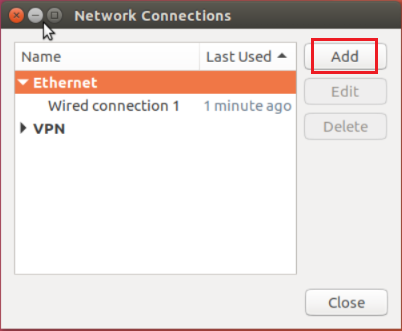 Network Connections
Name Last Used Add
Ethernet
Wired connection 1 1 minute ago Edit
VPN Delete
Close